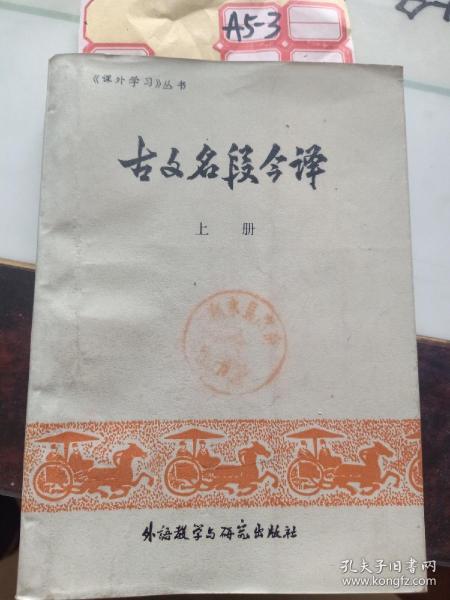 A5-3
《课外学习》丛书
古文名段今译
上 册
外语教学与研究出版社
孔夫子旧书网
www.kongfz.com